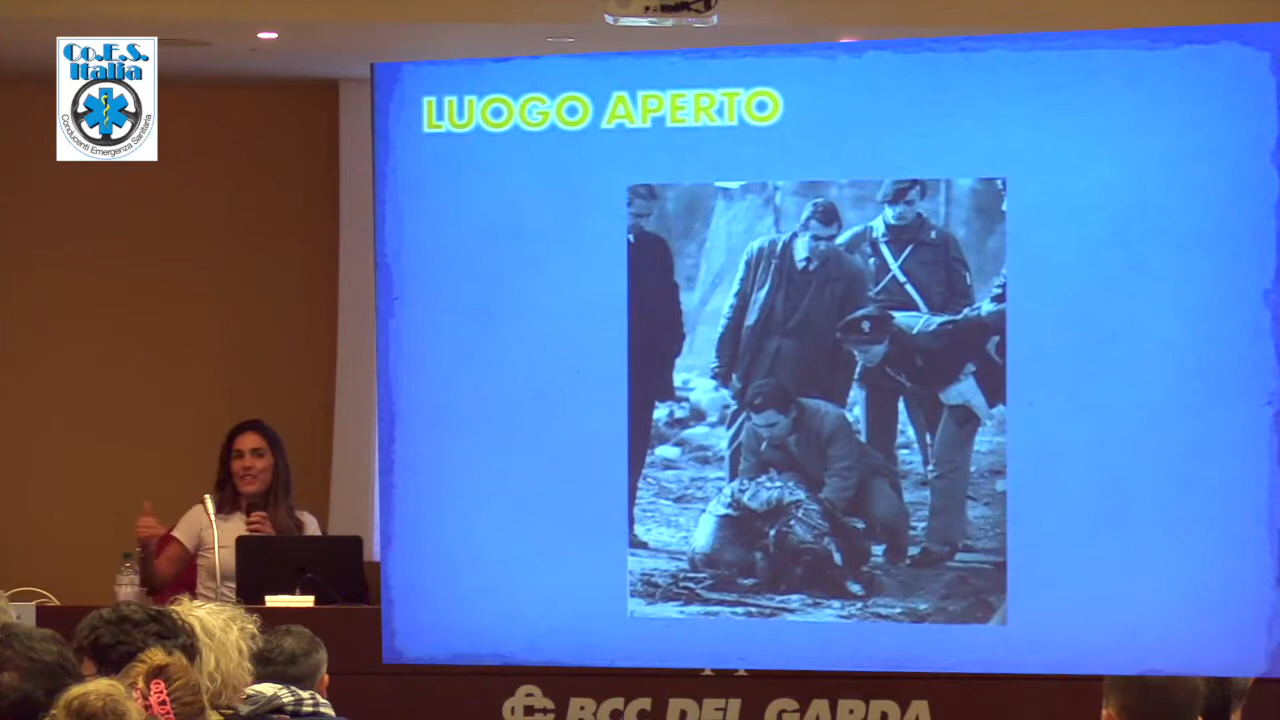 Co.E.S.
Italia
Conducenti Emergenza Sanitaria
LUOGO APERTO
BCC DEL GARDA